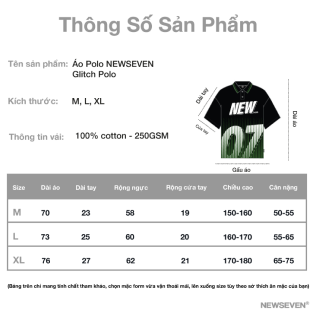 Thông Số Sản Phẩm
Tên sản phẩm: Áo Polo NEWSEVEN
Glitch Polo
Kích thước: M, L, XL
Thông tin vải: 100% cotton - 250GSM
Dài tay
Cửa tay
NEW.
07
Dài áo
Gấu áo
Size Dài áo Dài tay Rộng ngực Rộng cửa tay Chiều cao Cân nặng
M 70 23 58 19 150-160 50-55
L 73 25 60 20 160-170 55-65
XL 76 27 62 21 170-180 65-75
(Bảng trên chỉ mang tính chất tham khảo, chọn mặc form vừa vặn thoải mái, lên xuống size tùy theo sở thích ăn mặc của bạn)
NEWSEVEN®